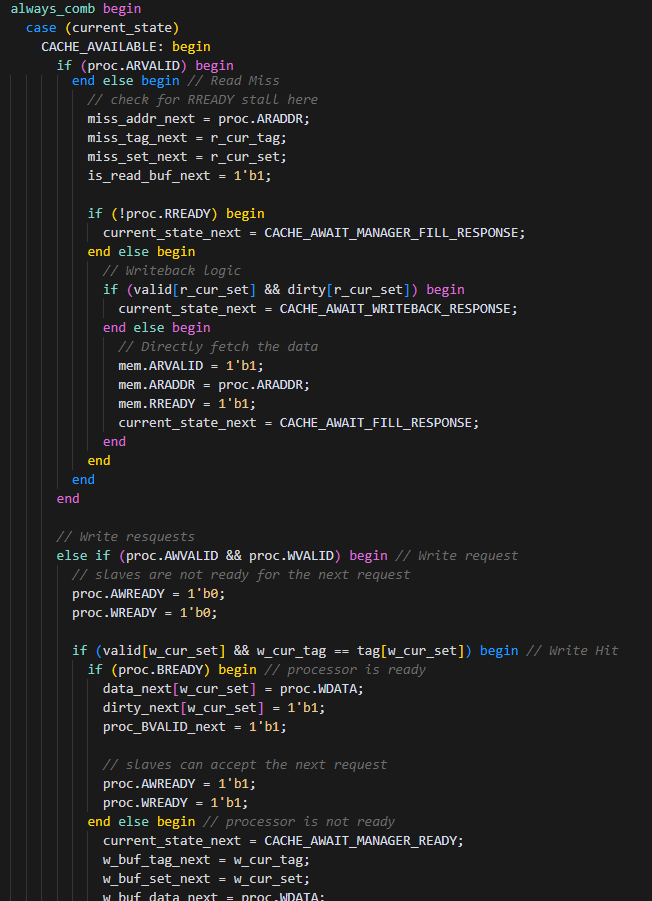 always_comb begin
case (current_state)
CACHE_AVAILABLE: begin
if (proc.ARVALID) begin
end else begin // Read Miss
// check for RREADY stall here
miss_addr_next = proc.ARADDR;
miss_tag_next = r_cur_tag;
miss_set_next = r_cur_set;
is_read_buf_next = 1'b1;
if (!proc.RREADY) begin
current_state_next = CACHE_AWAIT_MANAGER_FILL_RESPONSE;
end else begin
// Writeback logic
if (valid[r_cur_set] && dirty[r_cur_set]) begin
current_state_next = CACHE_AWAIT_WRITEBACK_RESPONSE;
end else begin
// Directly fetch the data
mem.ARVALID = 1'b1;
mem.ARADDR = proc.ARADDR;
mem.RREADY = 1'b1;
current_state_next = CACHE_AWAIT_FILL_RESPONSE;
end
end
end
end
// Write resquests
else if (proc.AWVALID && proc.WVALID) begin // Write request
// slaves are not ready for the next request
proc.AWREADY = 1'b0;
proc.WREADY = 1'b0;
if (valid[w_cur_set] && w_cur_tag == tag[w_cur_set]) begin // Write Hit
if (proc.BREADY) begin // processor is ready
data_next[w_cur_set] = proc.WDATA;
dirty_next[w_cur_set] = 1'b1;
proc_BVALID_next = 1'b1;
// slaves can accept the next request
proc.AWREADY = 1'b1;
proc.WREADY = 1'b1;
end else begin // processor is not ready
current_state_next = CACHE_AWAIT_MANAGER_READY;
w_buf_tag_next = w_cur_tag;
w_buf_set_next = w_cur_set;
w_buf_data_next = proc.WDATA;